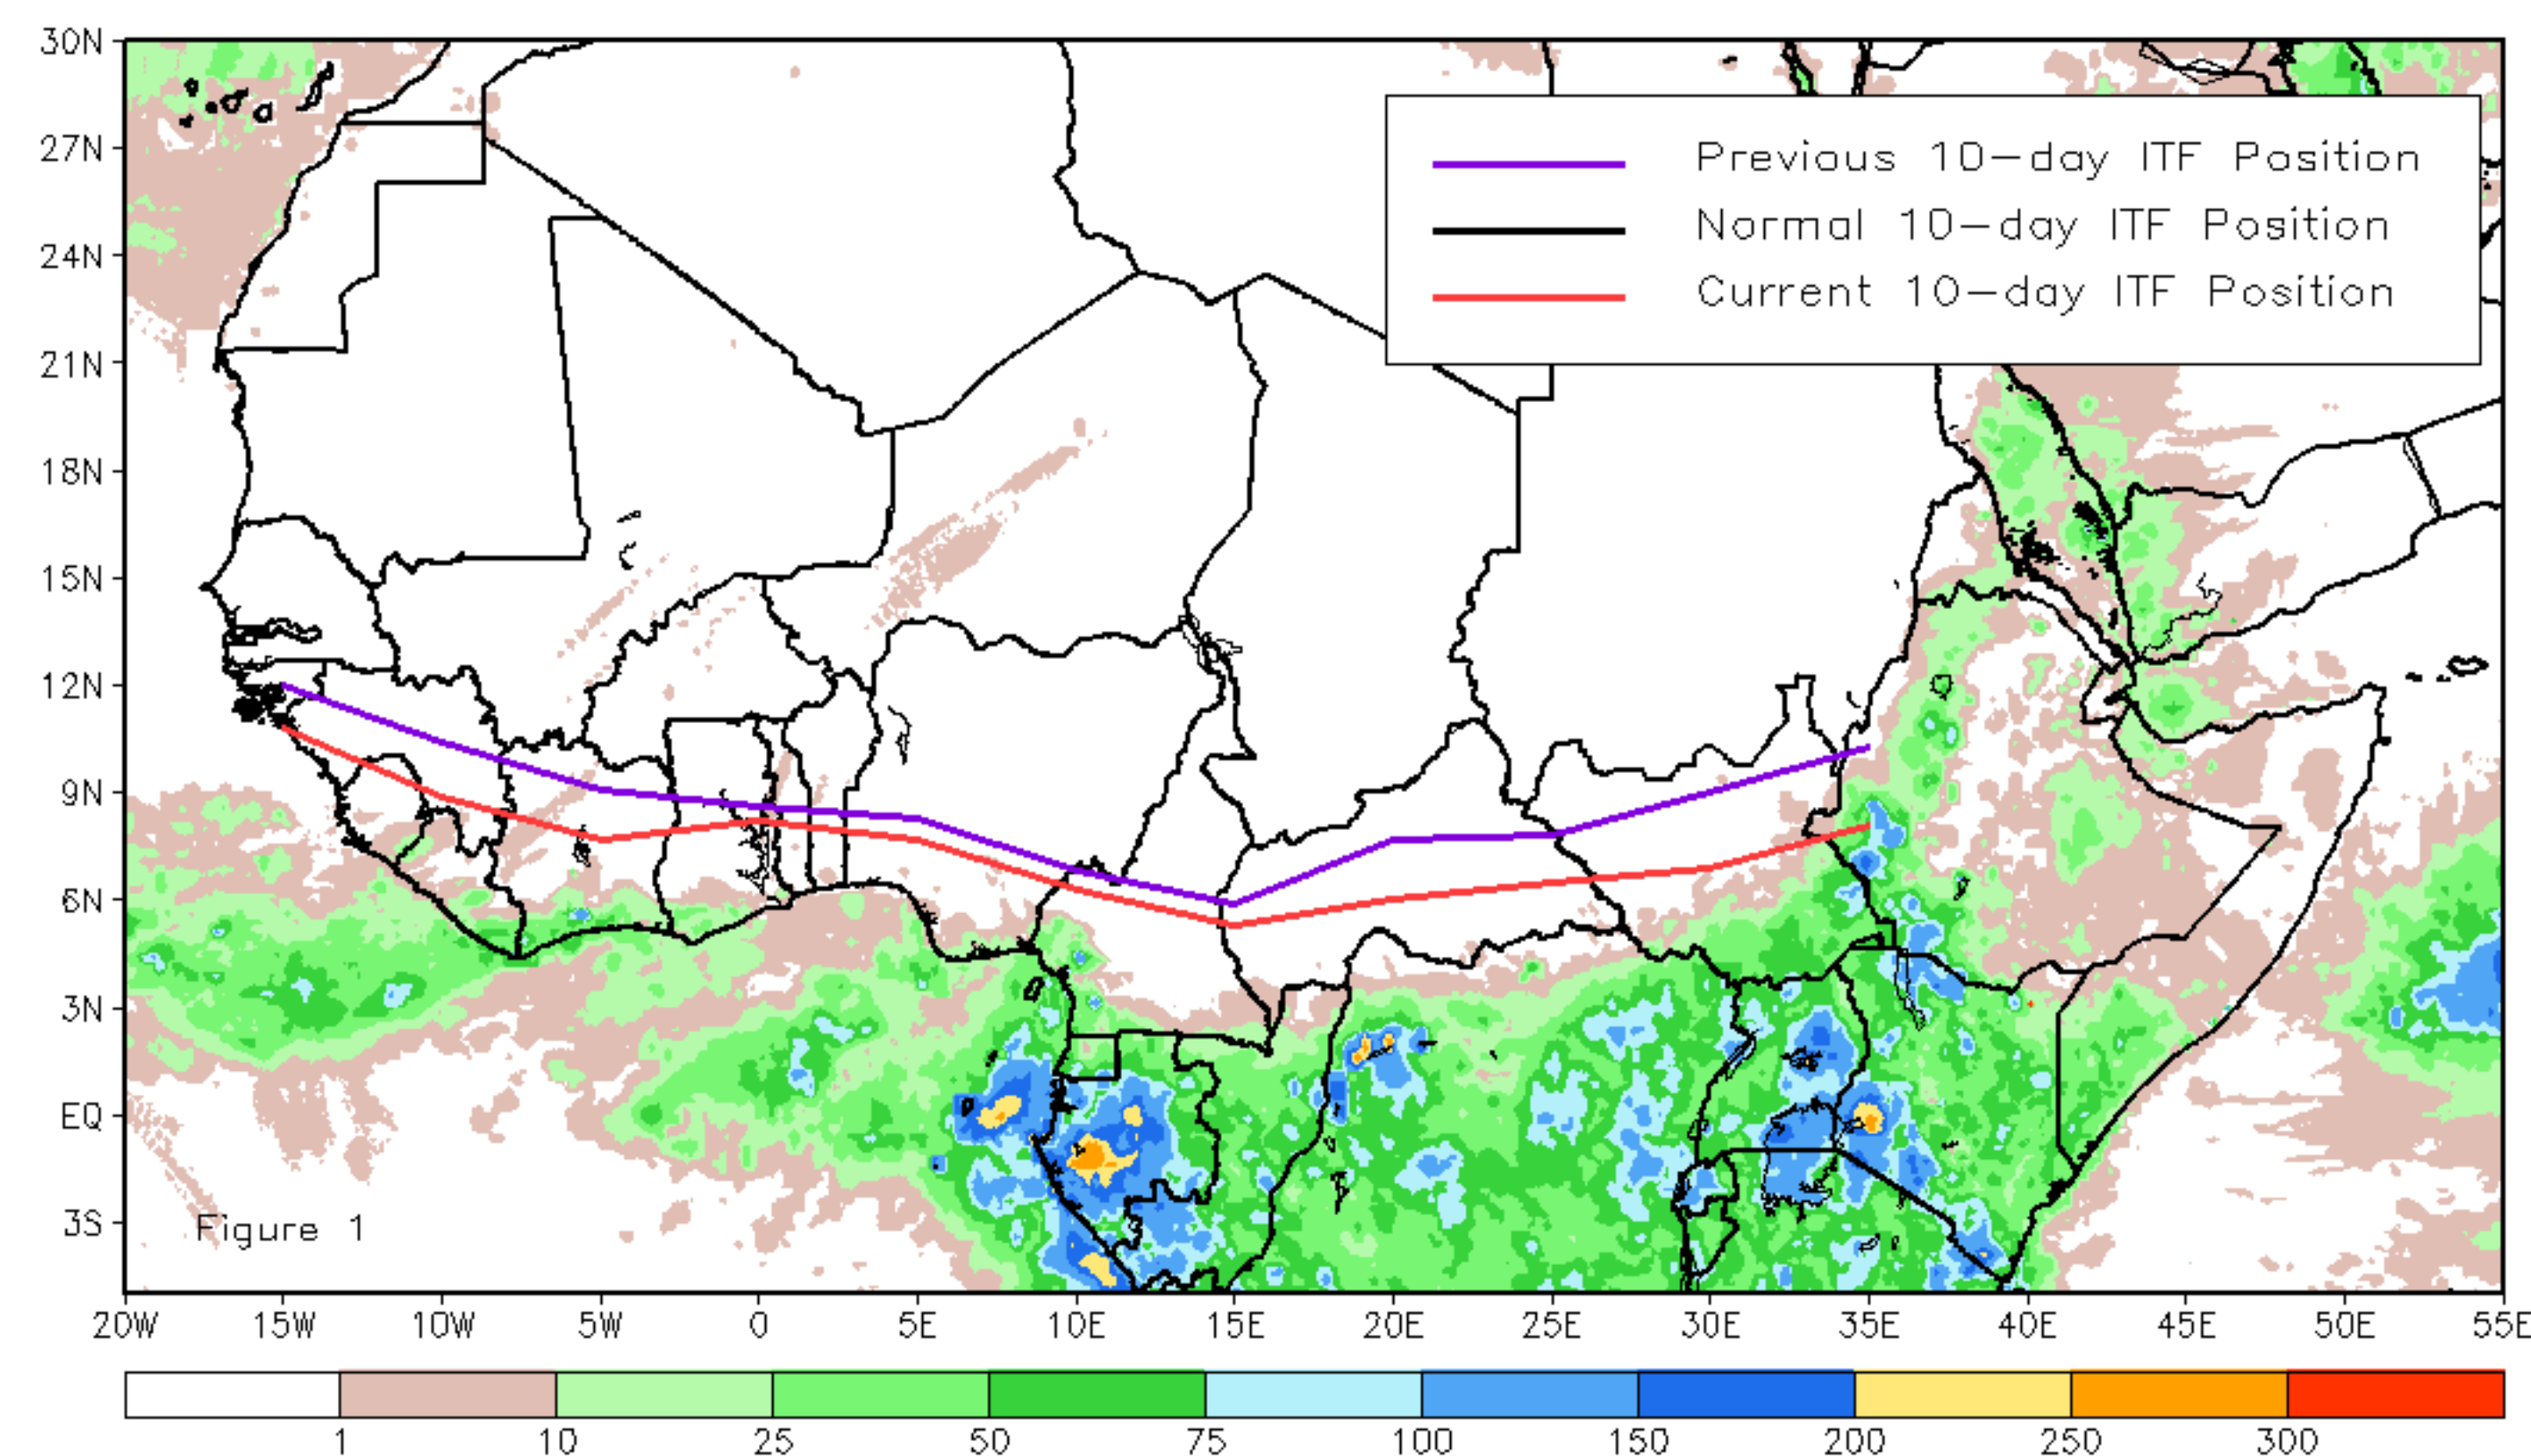 30N
27N
24N
21N
18N
15N
12N
9N
6N
3N
EQ
3S
Previous 10-day ITF Position
Normal 10-day ITF Position
Current 10-day ITF Position
Figure 1
20W 15W 10W 5W 0 5E 10E 15E 20E 25E 30E 35E 40E 45E 50E 55E
1 10 25 50 75 100 150 200 250 300